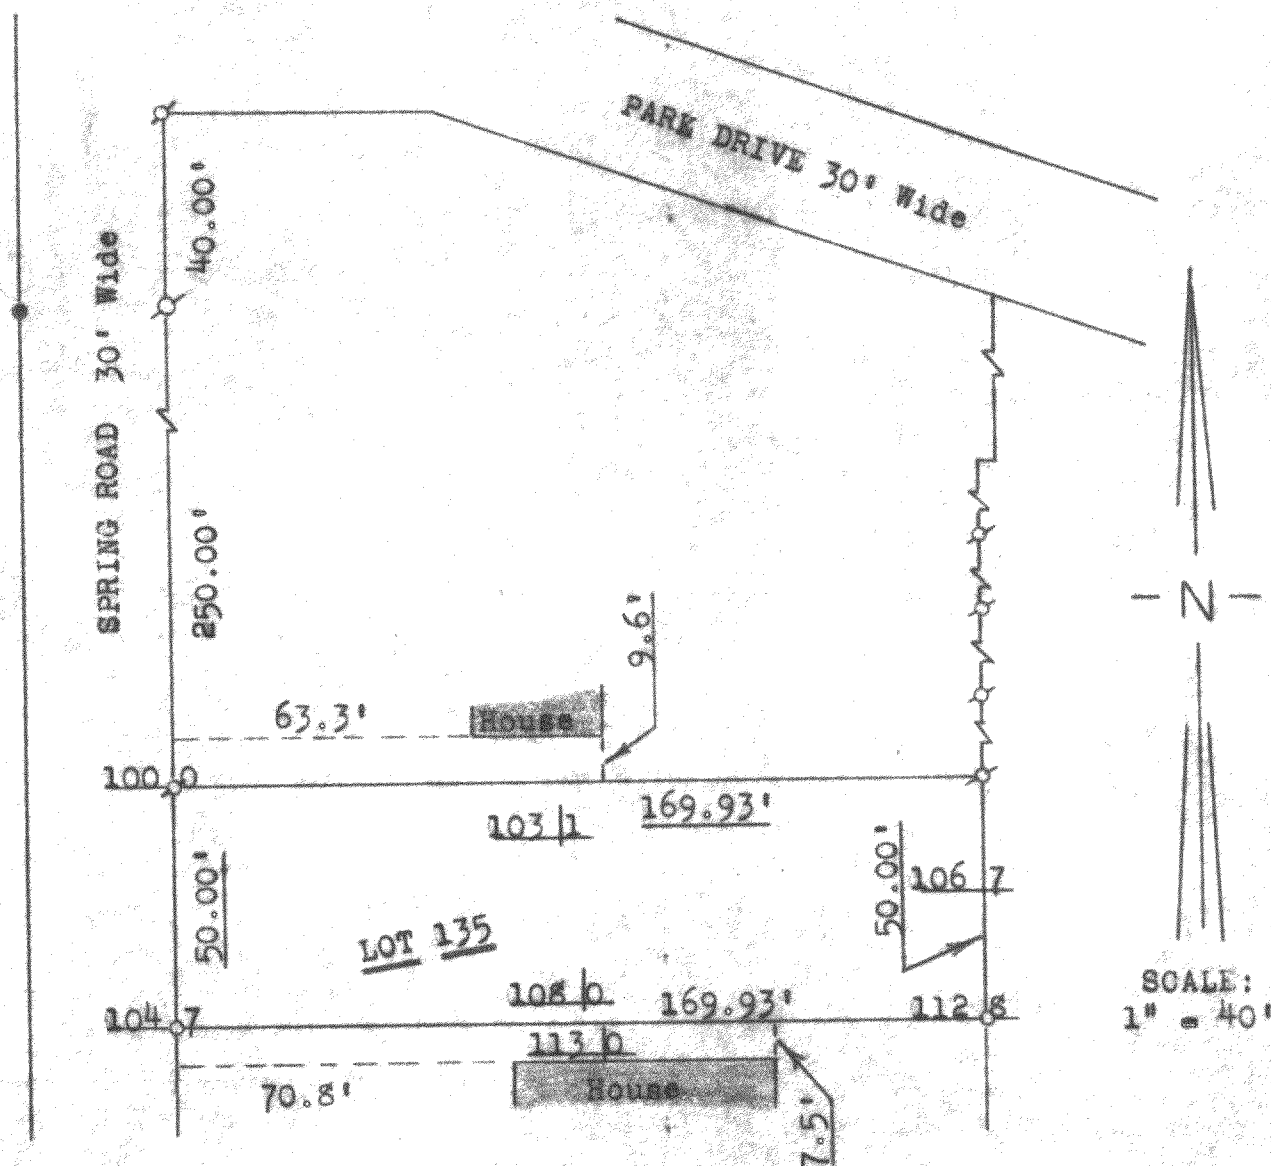 PARK DRIVE 30' Wide
40.00'
SPRING ROAD 30' Wide
250.00'
9.6'
- N -
63.3'
House
100 0
103 1
169.93'
50.00'
50.00'
106 7
LOT 135
108 0
169.93'
104 7
112 8
SCALE:
1" = 40'
113 0
House
70.8'
7.5'